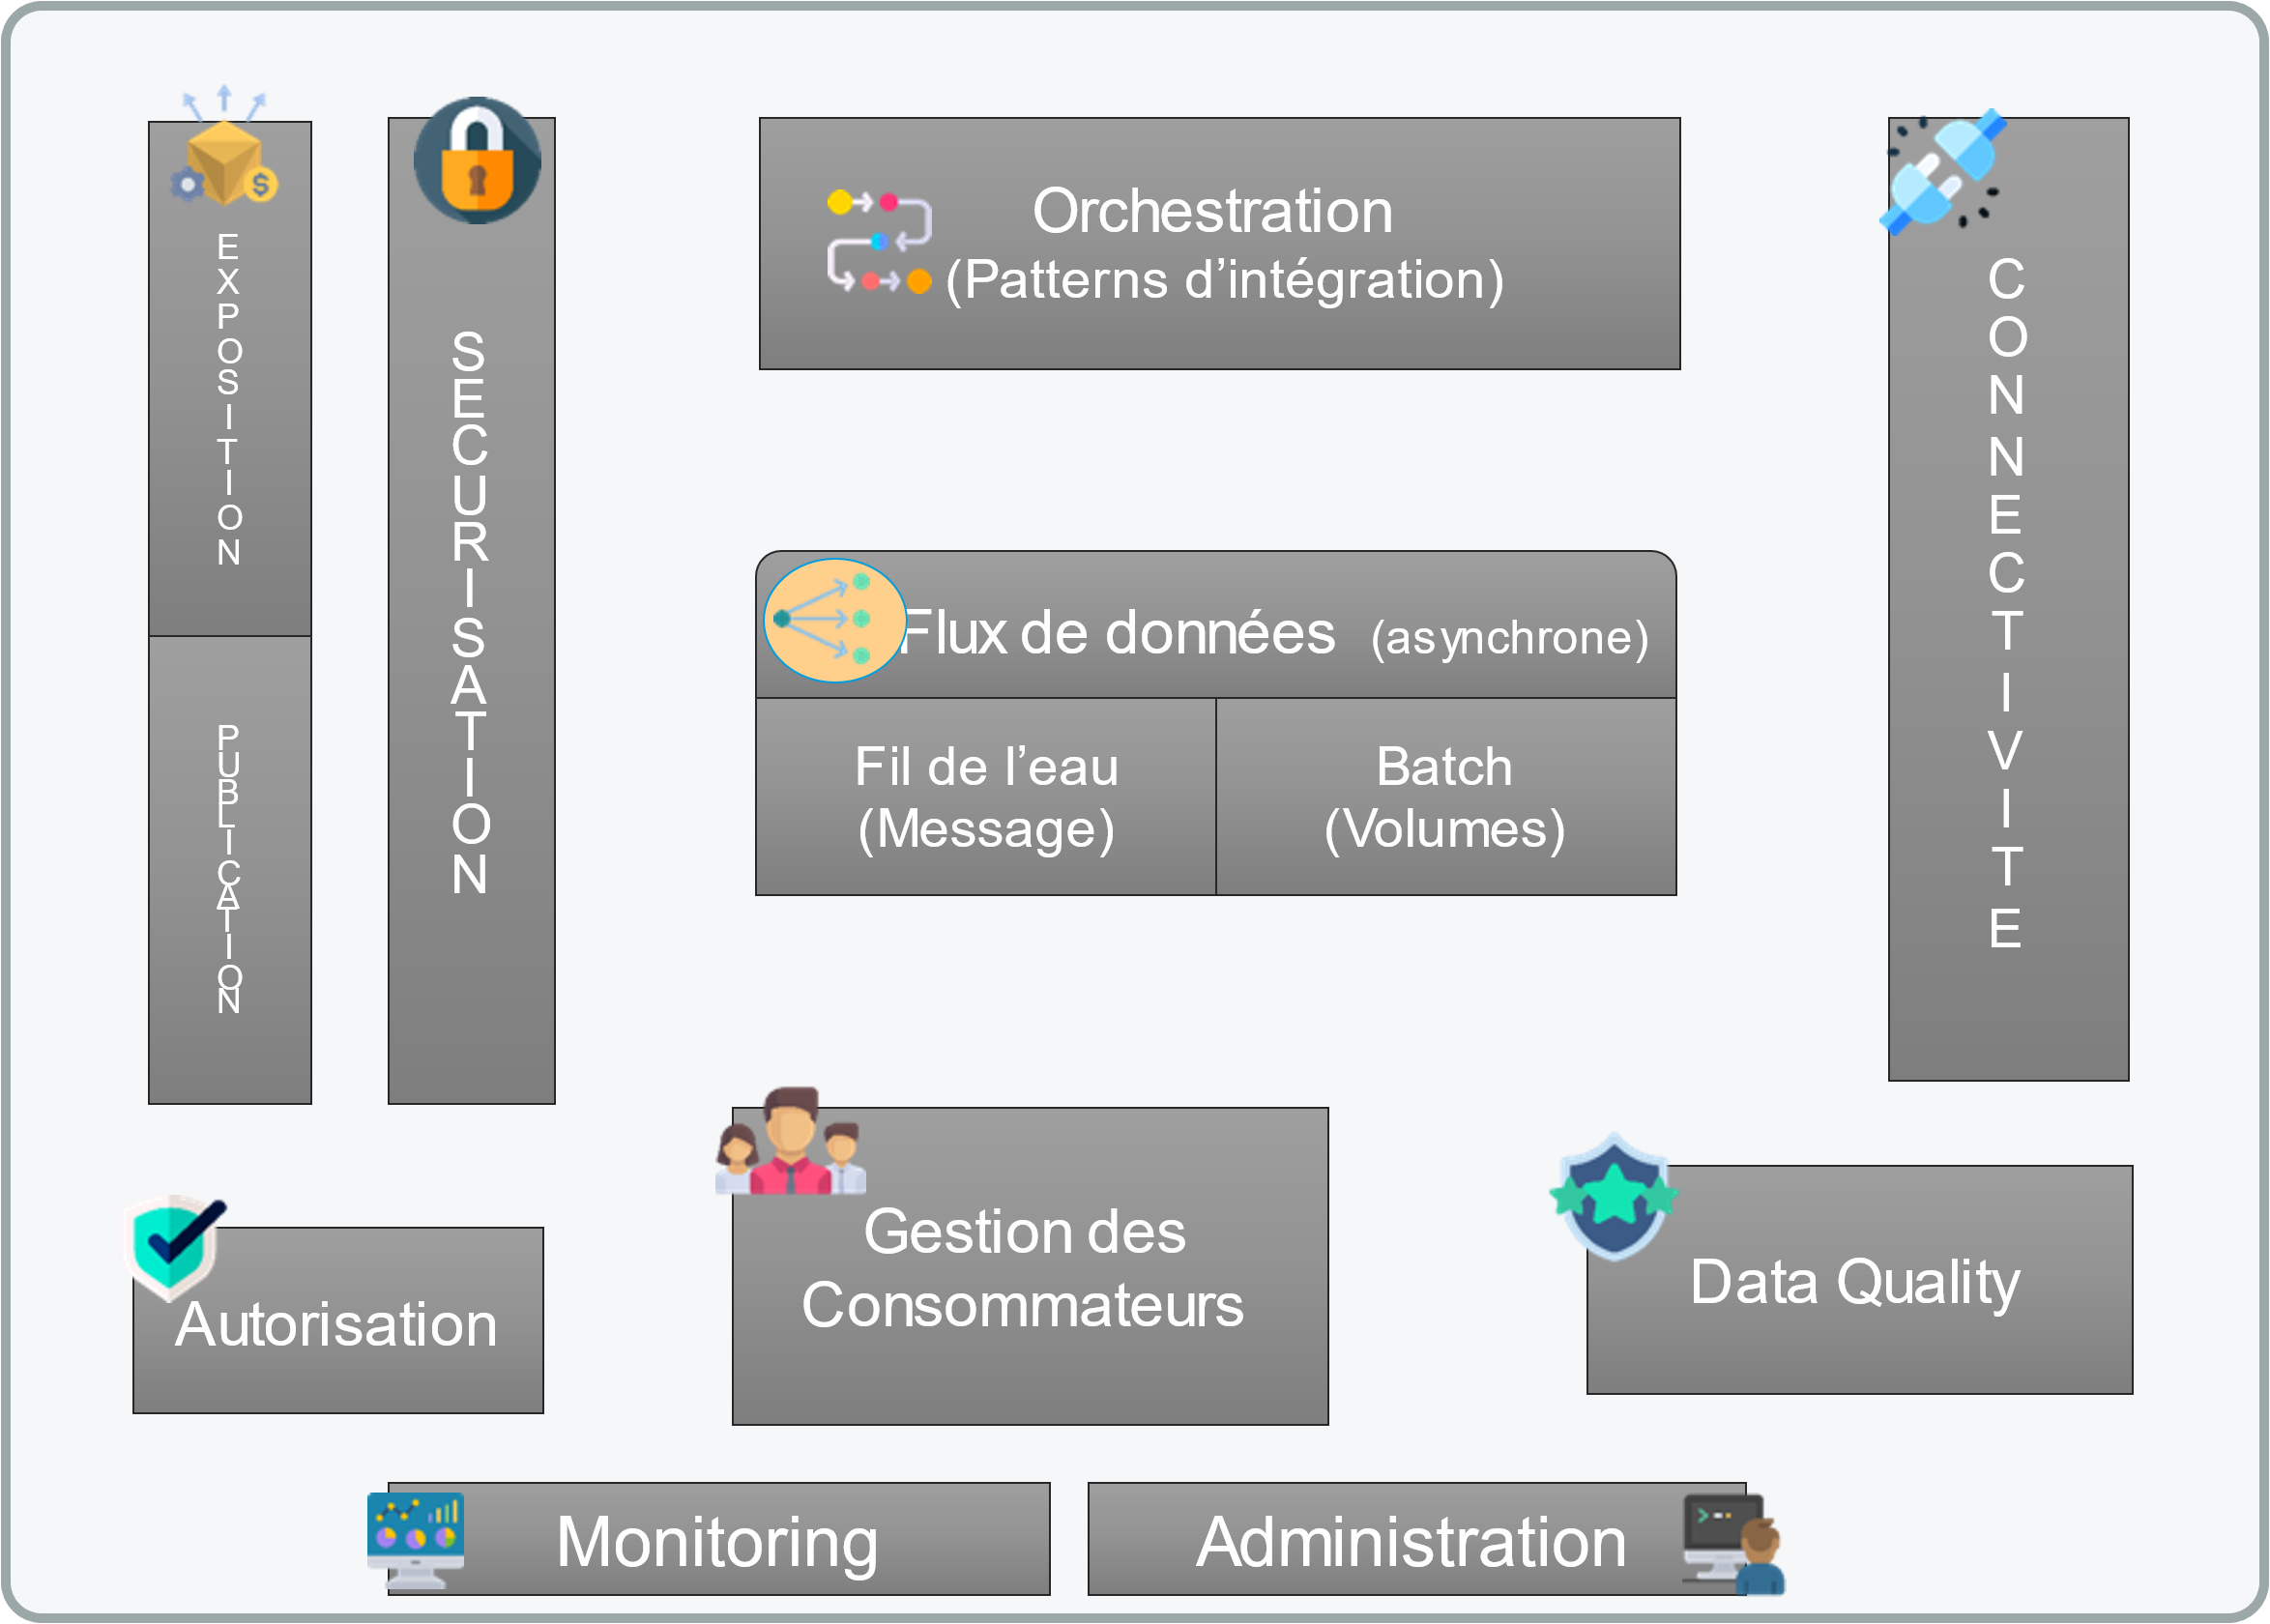 EXPOSITION
PUBLICATION
SECURISATION
Orchestration
(Patterns d’intégration)
Flux de données (asynchrone)
Fil de l’eau
(Message)
Batch
(Volumes)
CONNECTIVITE
Autorisation
Gestion des
Consommateurs
Data Quality
Monitoring
Administration